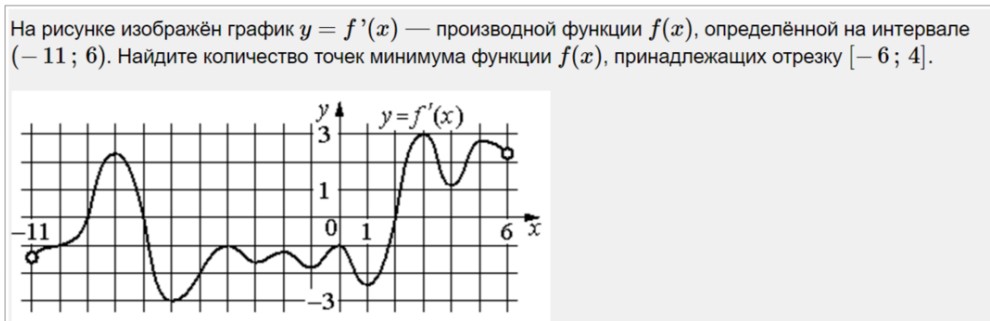 На рисунке изображён график y = f ’(x) — производной функции f(x), определённой на интервале
(− 11 ; 6). Найдите количество точек минимума функции f(x), принадлежащих отрезку [− 6 ; 4].
y y=f′(x)
3
1
−11 0 1 6 x
−3